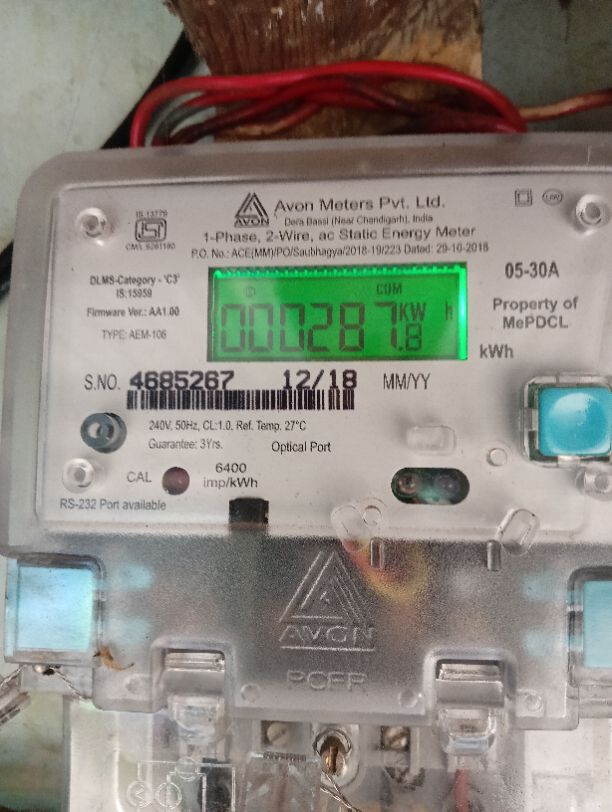 Avon Meters Pvt. Ltd.
AVON
Dera Bassi (Near Chandigarh), India
IS 13779
ISI
CM/L 9261180
1-Phase, 2-Wire, ac Static Energy Meter
P.O. No.: ACE(MM)/PO/Saubhagya/2018-19/223 Dated: 29-10-2018
DLMS-Category - 'C3'
IS:15959
Firmware Ver.: AA1.00
TYPE: AEM-106
COM
000287.8 KW h
05-30A
Property of
MePDCL
kWh
S.NO. 4685267 12/18 MM/YY
240V, 50Hz, CL:1.0, Ref. Temp. 27°C
Guarantee: 3Yrs.
Optical Port
CAL
6400
imp/kWh
RS-232 Port available
AVON